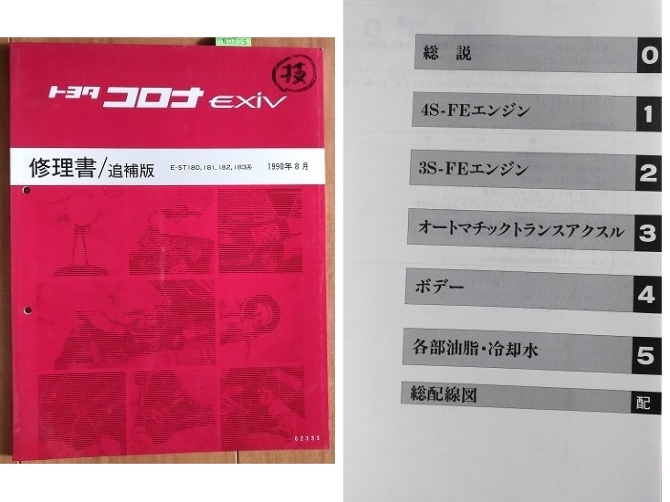 60705
技
トヨタ コロナ EXiV
修理書/追補版 E-ST180,181,182,183系 1990年8月
62333
総 説 0
4S-FEエンジン 1
3S-FEエンジン 2
オートマチックトランスアクスル 3
ボデー 4
各部油脂・冷却水 5
総配線図 配